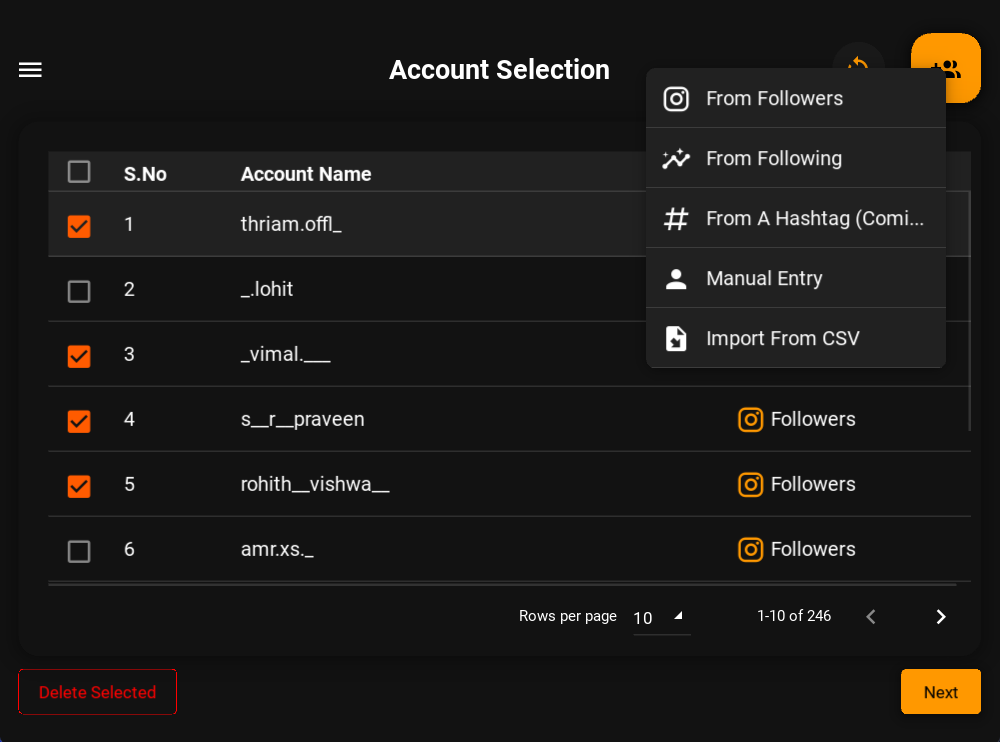 Account Selection
From Followers
From Following
From A Hashtag (Comi...
Manual Entry
Import From CSV
S.No Account Name
1 thriam.offl_
2 _.lohit
3 _vimal.___
4 s__r__praveen Followers
5 rohith__vishwa__ Followers
6 amr.xs._ Followers
Rows per page 10 1-10 of 246
Delete Selected Next